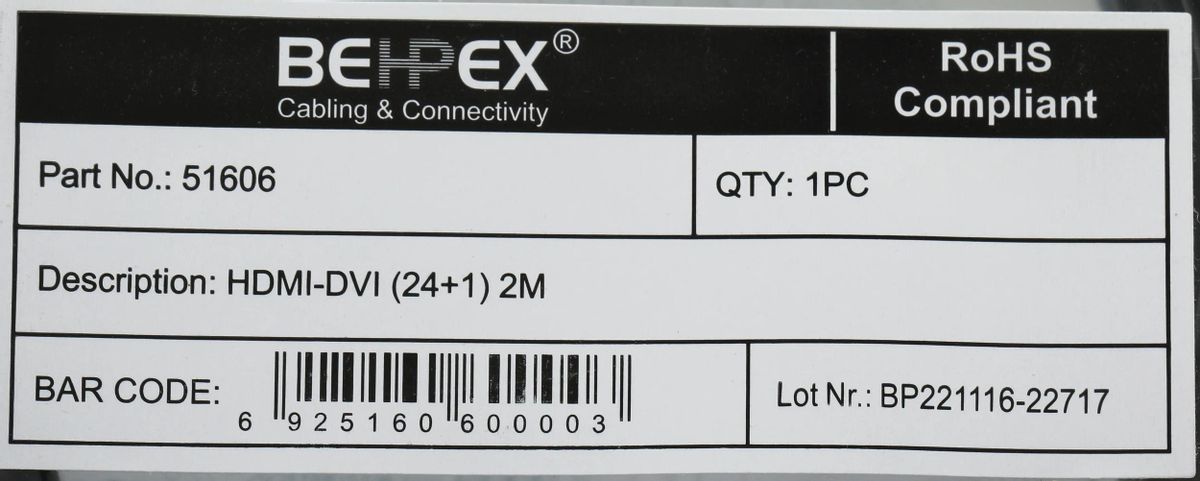 BEHPEX®
Cabling & Connectivity
RoHS
Compliant
Part No.: 51606
QTY: 1PC
Description: HDMI-DVI (24+1) 2M
BAR CODE:
6 925160 600003
Lot Nr.: BP221116-22717